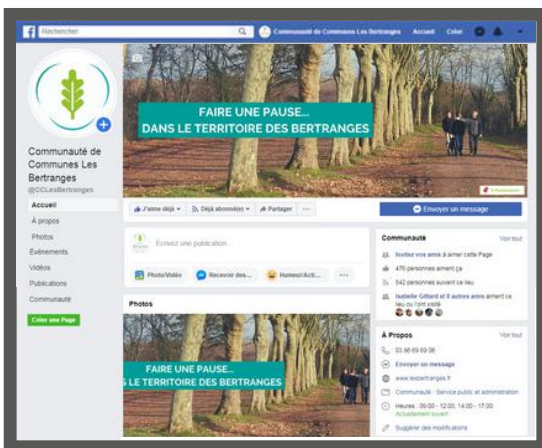 Rechercher
Communauté de Communes Les Bertranges
Accueil
Créer
FAIRE UNE PAUSE...
DANS LE TERRITOIRE DES BERTRANGES
Communauté de
Communes Les
Bertranges
@CCLesBertranges
Accueil
À propos
Photos
Évènements
Vidéos
Publications
Communauté
Créer une Page
J'aime déjà
Déjà abonné(e)
Partager
Envoyer un message
Écrivez une publication...
Photo/Vidéo
Recevoir des...
Humeur/Acti...
Photos
FAIRE UNE PAUSE...
S LE TERRITOIRE DES BERTRANGES
Communauté
Voir tout
Invitez vos amis à aimer cette Page
476 personnes aiment ça
542 personnes suivent ce lieu
Isabelle Gittard et 8 autres amis aiment ce
lieu ou l'ont visité
À Propos
Voir tout
03 86 69 69 06
Envoyer un message
www.lesbertranges.fr
Communauté · Service public et administration
Heures : 09:00 - 12:00, 14:00 - 17:00
Actuellement ouvert
Suggérer des modifications